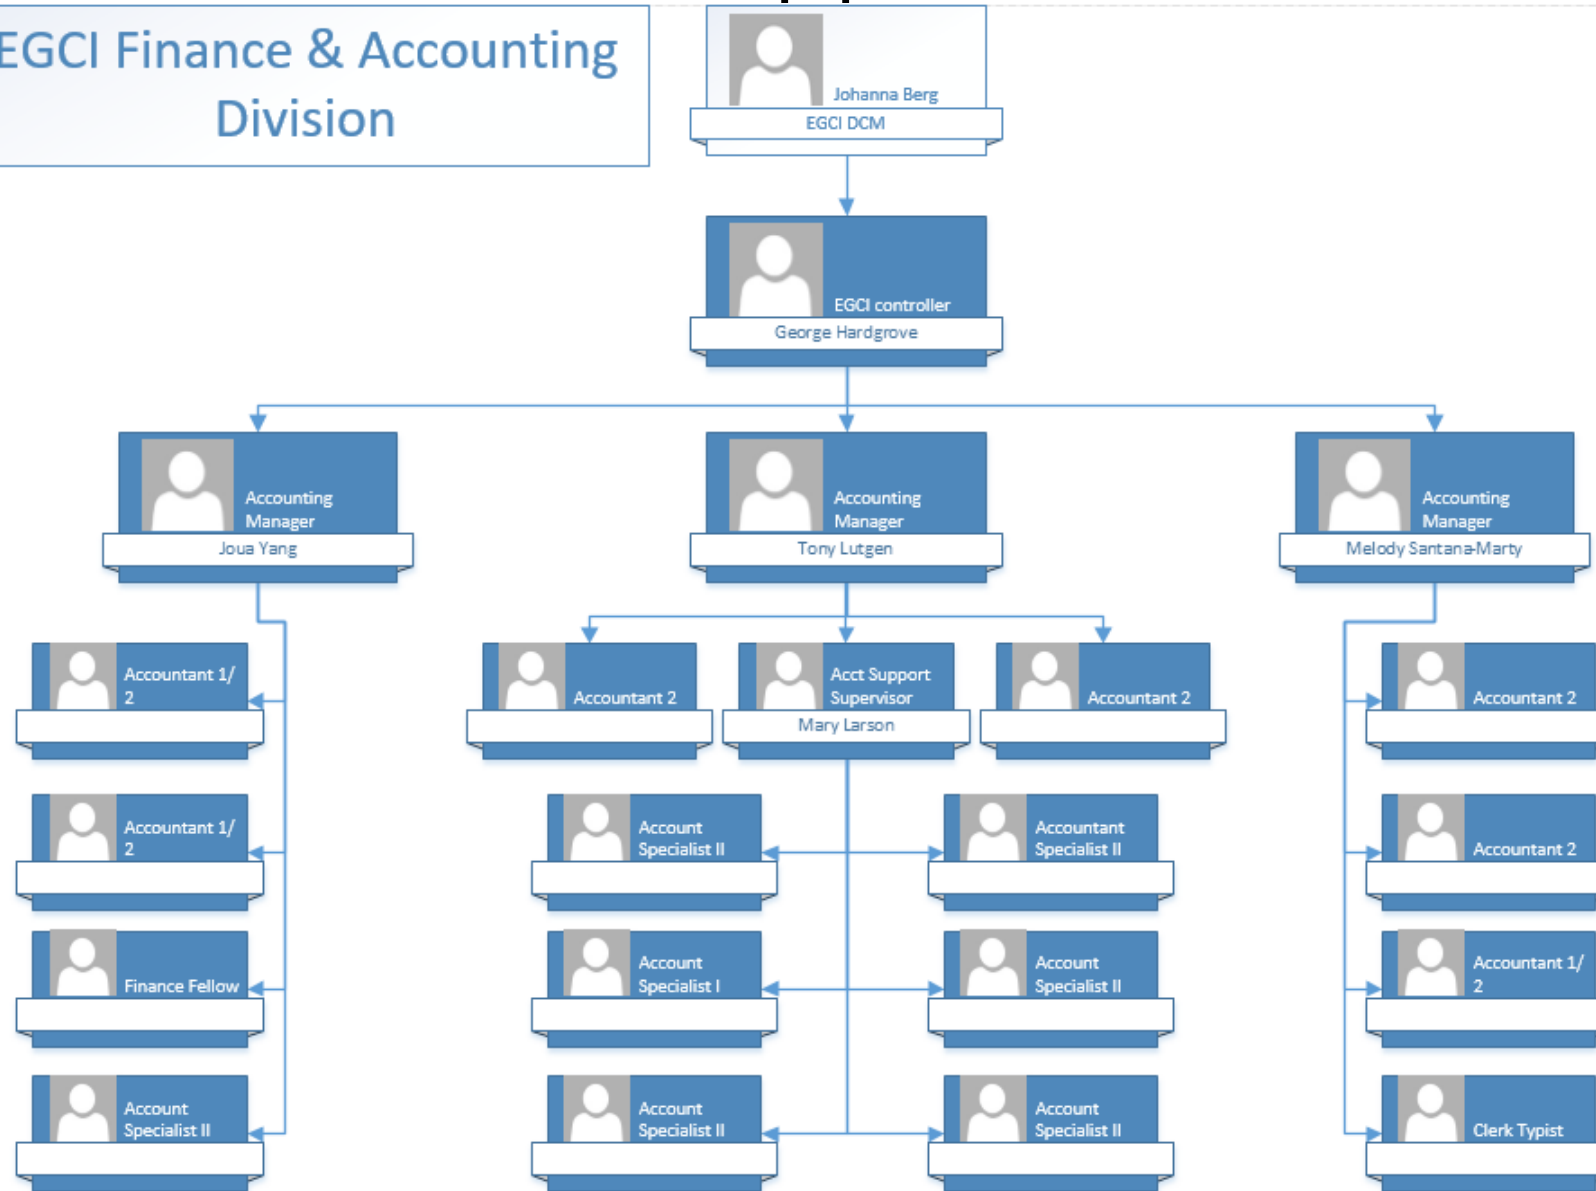 EGCI Finance & Accounting
Division
Johanna Berg
EGCI DCM
EGCI controller
George Hardgrove
Accounting
Manager
Joua Yang
Accounting
Manager
Tony Lutgen
Accounting
Manager
Melody Santana-Marty
Accountant 1/
2
Accountant 2
Acct Support
Supervisor
Mary Larson
Accountant 2
Accountant 2
Accountant 1/
2
Account
Specialist II
Accountant
Specialist II
Accountant 2
Finance Fellow
Account
Specialist I
Account
Specialist II
Accountant 1/
2
Account
Specialist II
Account
Specialist II
Account
Specialist II
Clerk Typist